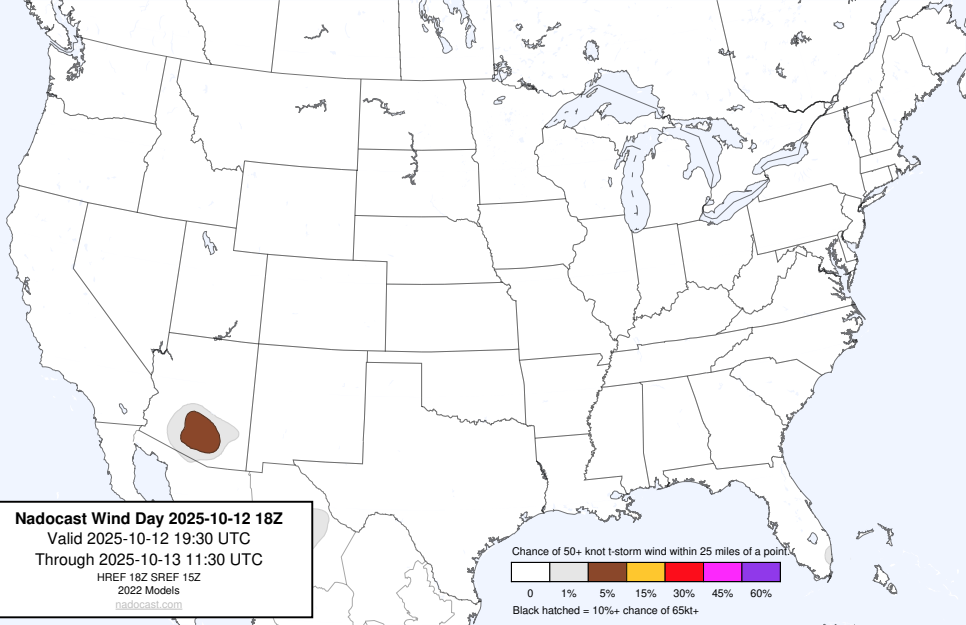 Nadocast Wind Day 2025-10-12 18Z
Valid 2025-10-12 19:30 UTC
Through 2025-10-13 11:30 UTC
HREF 18Z SREF 15Z
2022 Models
nadocast.com
Chance of 50+ knot t-storm wind within 25 miles of a point.
0 1% 5% 15% 30% 45% 60%
Black hatched = 10%+ chance of 65kt+